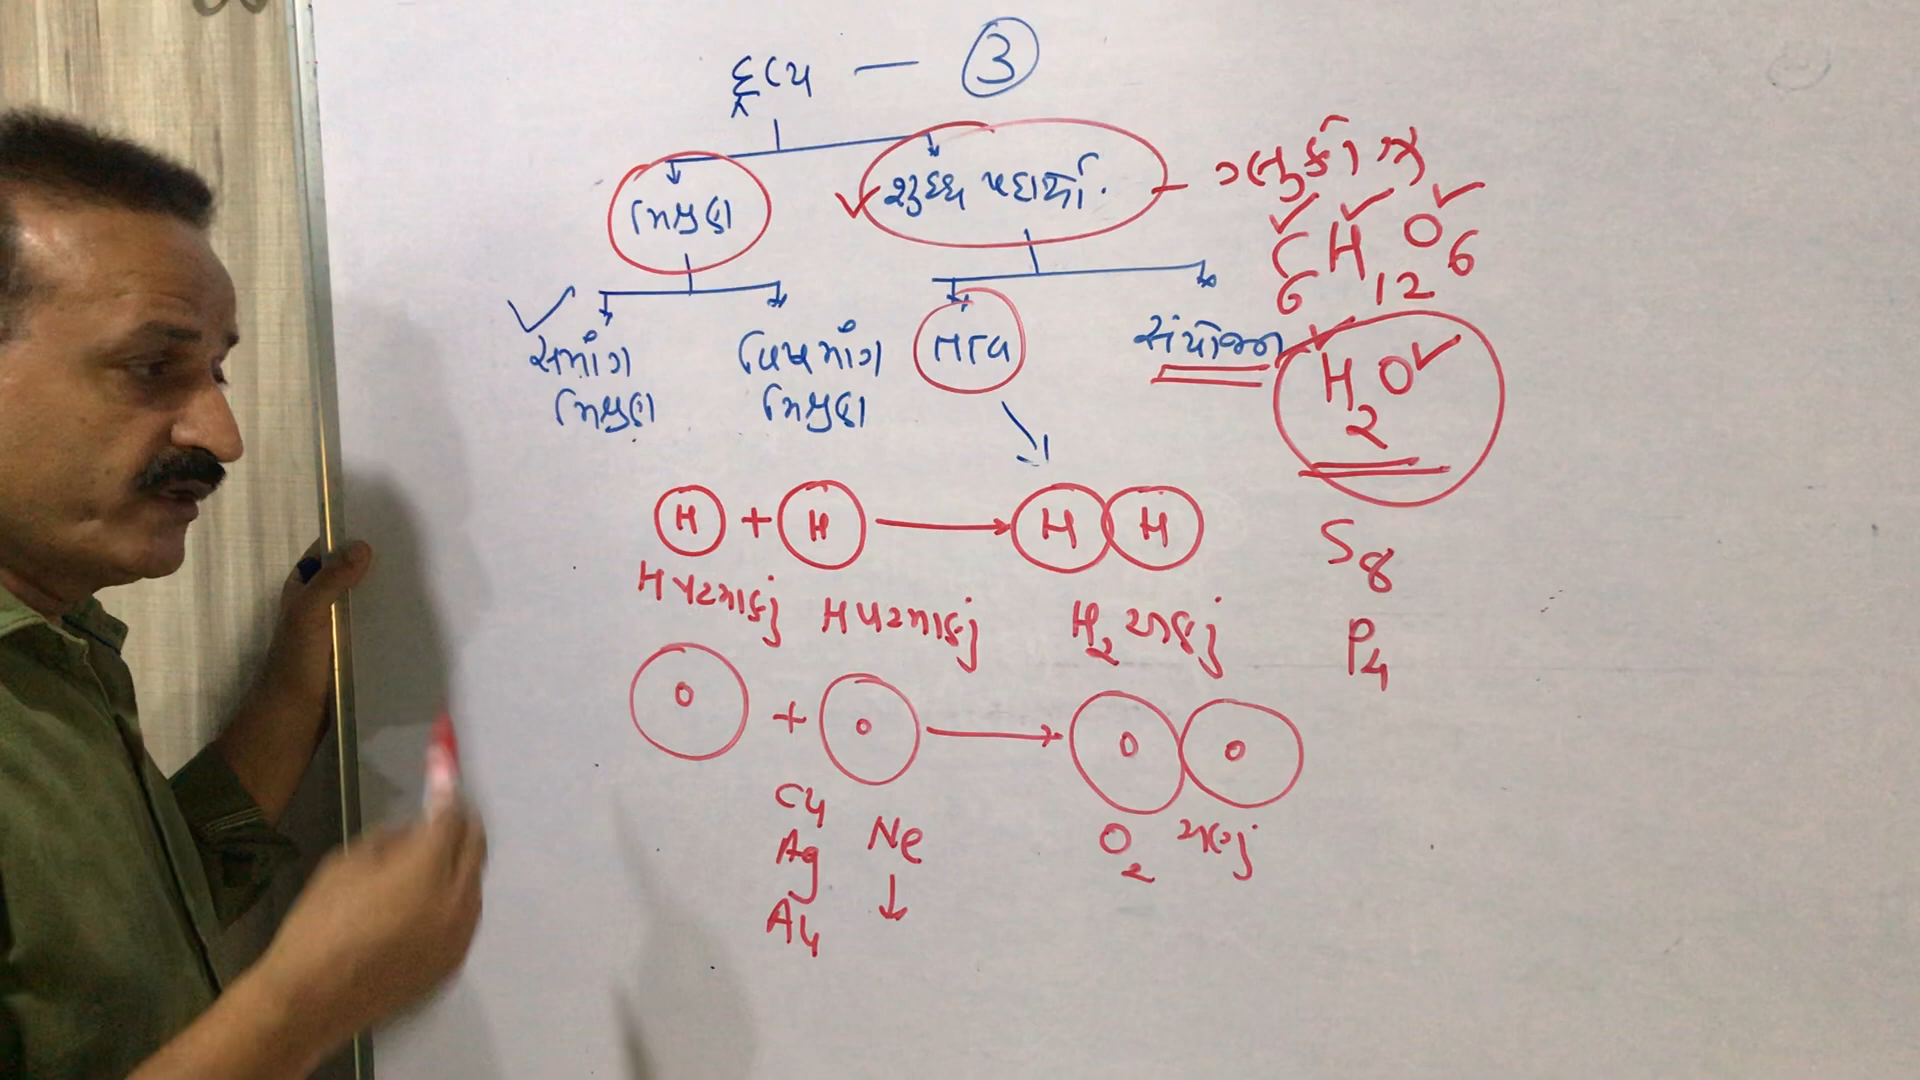 દ્રવ્ય — 3
મિશ્રણ શુદ્ધ પદાર્થો. - ગ્લુકોઝ
C6H12O6
સમાંગ મિશ્રણ
વિષમાંગ મિશ્રણ
તત્વ
સંયોજન
H2O
H + H → H H
H પરમાણુ H પરમાણુ H2 અણુ
S8
P4
O + O → O O
O2 અણુ
Cu
Ag
Au
Ne